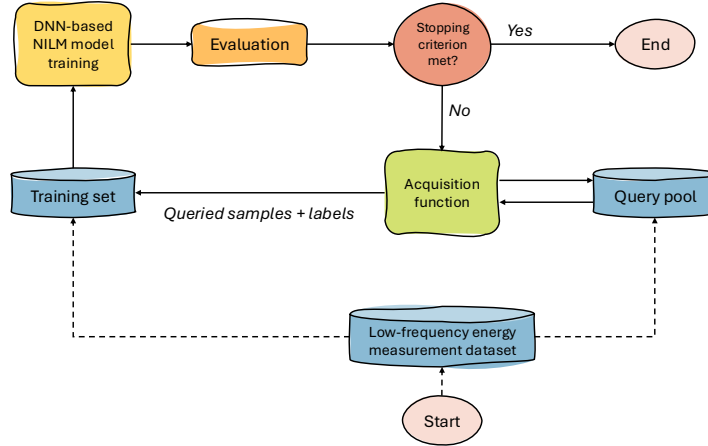 DNN-based
NILM model
training
Evaluation
Stopping
criterion
met?
Yes
End
No
Training set
Queried samples + labels
Acquisition
function
Query pool
Low-frequency energy
measurement dataset
Start